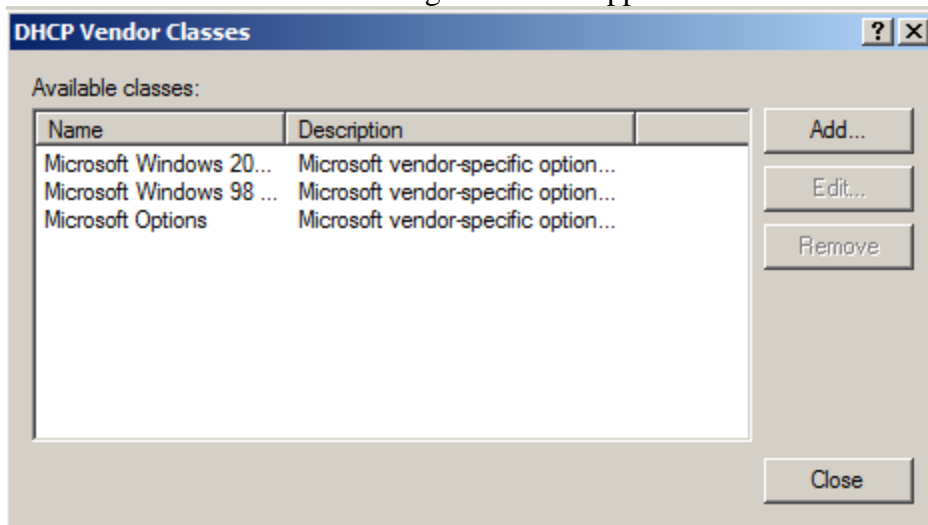 DHCP Vendor Classes
Available classes:
Name Description
Add...
Microsoft Windows 20... Microsoft vendor-specific option...
Microsoft Windows 98 ... Microsoft vendor-specific option...
Edit...
Microsoft Options Microsoft vendor-specific option...
Remove
Close